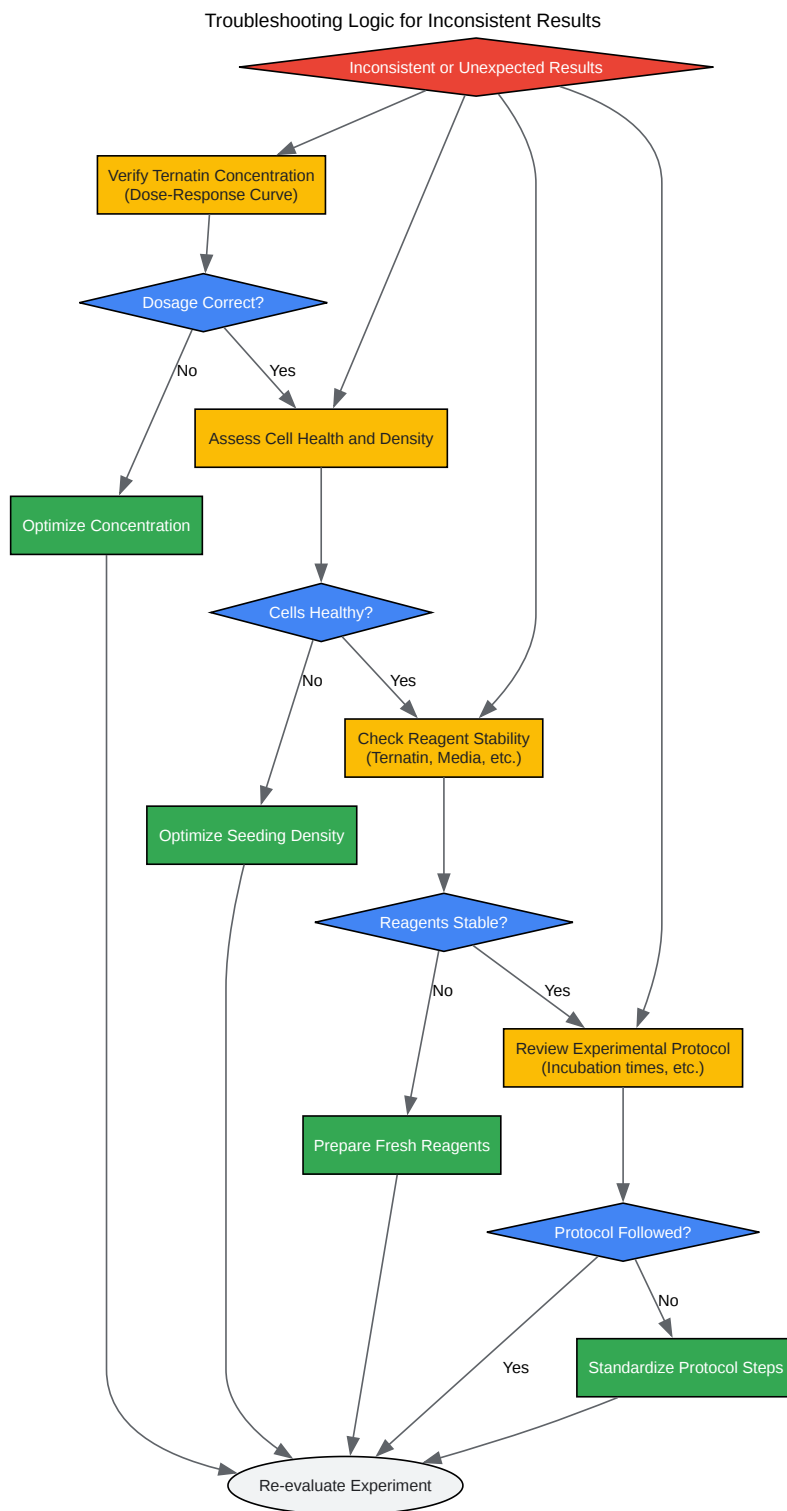 Troubleshooting Logic for Inconsistent Results
Inconsistent or Unexpected Results
Verify Ternatin Concentration
(Dose-Response Curve)
Dosage Correct?
No
Yes
Assess Cell Health and Density
Optimize Concentration
Cells Healthy?
No
Yes
Check Reagent Stability
(Ternatin, Media, etc.)
Optimize Seeding Density
Reagents Stable?
No
Yes
Review Experimental Protocol
(Incubation times, etc.)
Prepare Fresh Reagents
Protocol Followed?
No
Yes
Standardize Protocol Steps
Re-evaluate Experiment